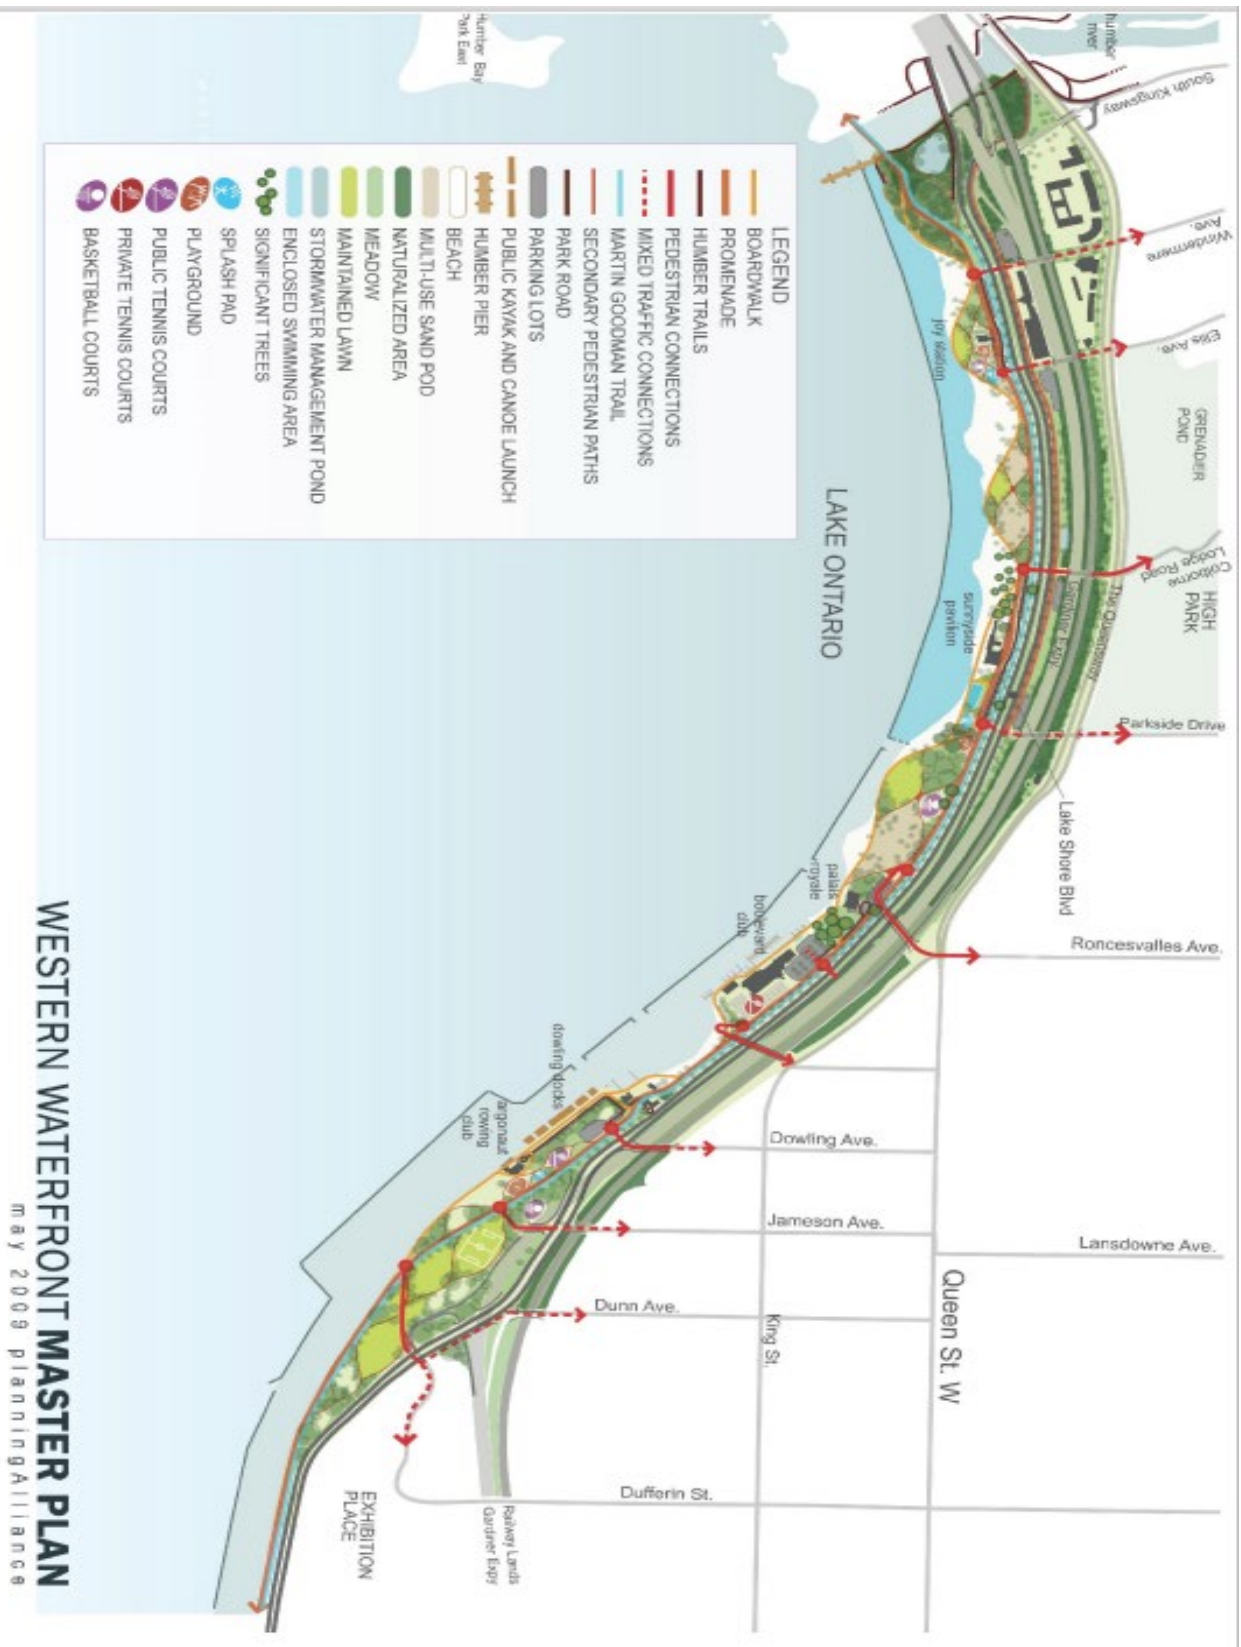 humber
river
South Kingsway
Windermere
Ave.
Ellis Ave.
GRENADIER
POND
Colborne
Lodge Road
HIGH
PARK
Parkside Drive
The Queensway
Gardiner Expy
Lake Shore Blvd
Roncesvalles Ave.
Dowling Ave.
Jameson Ave.
Lansdowne Ave.
Dunn Ave.
King St.
Queen St. W
Dufferin St.
Railway Lands
Gardiner Expy
EXHIBITION
PLACE
Humber Bay
Park East
joy station
sunnyside
pavilion
palais
royale
boulevard
club
dowling docks
argonaut
rowing
club
LAKE ONTARIO
LEGEND
BOARDWALK
PROMENADE
HUMBER TRAILS
PEDESTRIAN CONNECTIONS
MIXED TRAFFIC CONNECTIONS
MARTIN GOODMAN TRAIL
SECONDARY PEDESTRIAN PATHS
PARK ROAD
PARKING LOTS
PUBLIC KAYAK AND CANOE LAUNCH
HUMBER PIER
BEACH
MULTI-USE SAND POD
NATURALIZED AREA
MEADOW
MAINTAINED LAWN
STORMWATER MANAGEMENT POND
ENCLOSED SWIMMING AREA
SIGNIFICANT TREES
SPLASH PAD
PLAYGROUND
PUBLIC TENNIS COURTS
PRIVATE TENNIS COURTS
BASKETBALL COURTS
WESTERN WATERFRONT MASTER PLAN
may 2009 planningAlliance